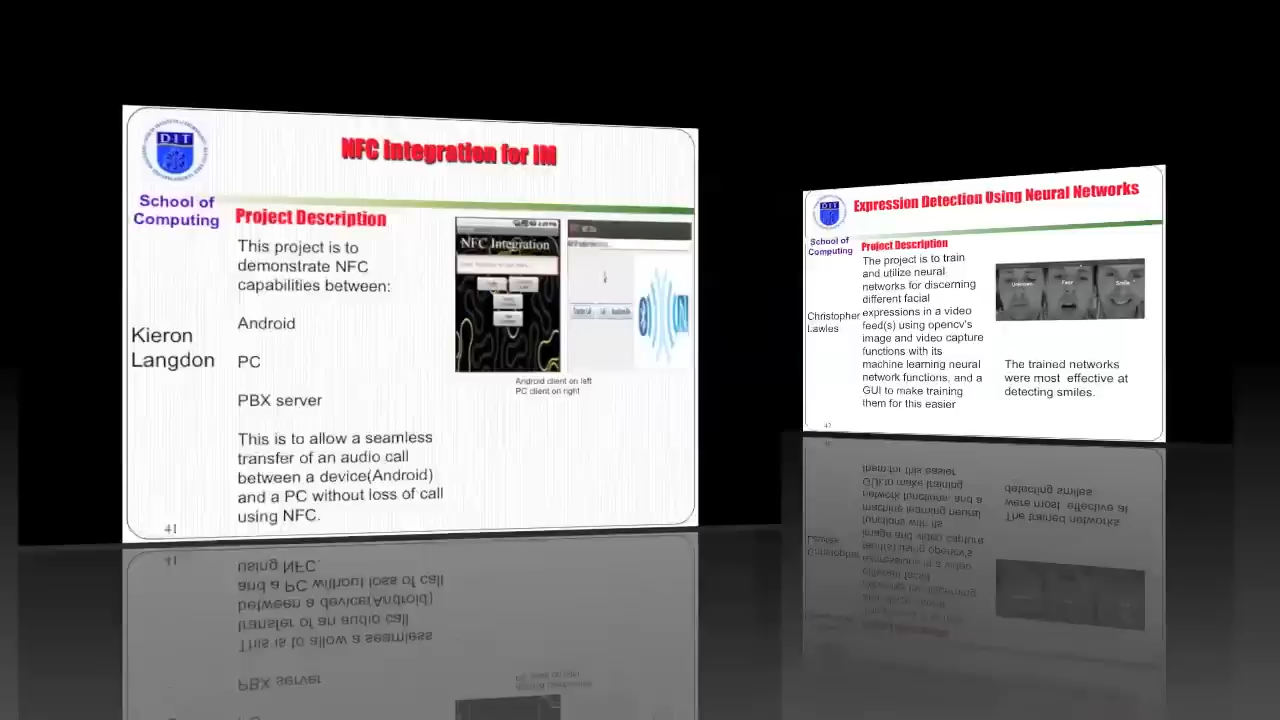 DIT
School of
Computing
Kieron
Langdon
NFC integration for IM
Project Description
This project is to
demonstrate NFC
capabilities between:
Android
PC
PBX server
This is to allow a seamless
transfer of an audio call
between a device(Android)
and a PC without loss of call
using NFC.
NFC Integration
Android client on left
PC client on right
41
DIT
School of
Computing
Christopher
Lawles
Expression Detection Using Neural Networks
Project Description
The project is to train
and utilize neural
networks for discerning
different facial
expressions in a video
feed(s) using opencv's
image and video capture
functions with its
machine learning neural
network functions, and a
GUI to make training
them for this easier
Unknown
Fear
Smile
The trained networks
were most effective at
detecting smiles.
42